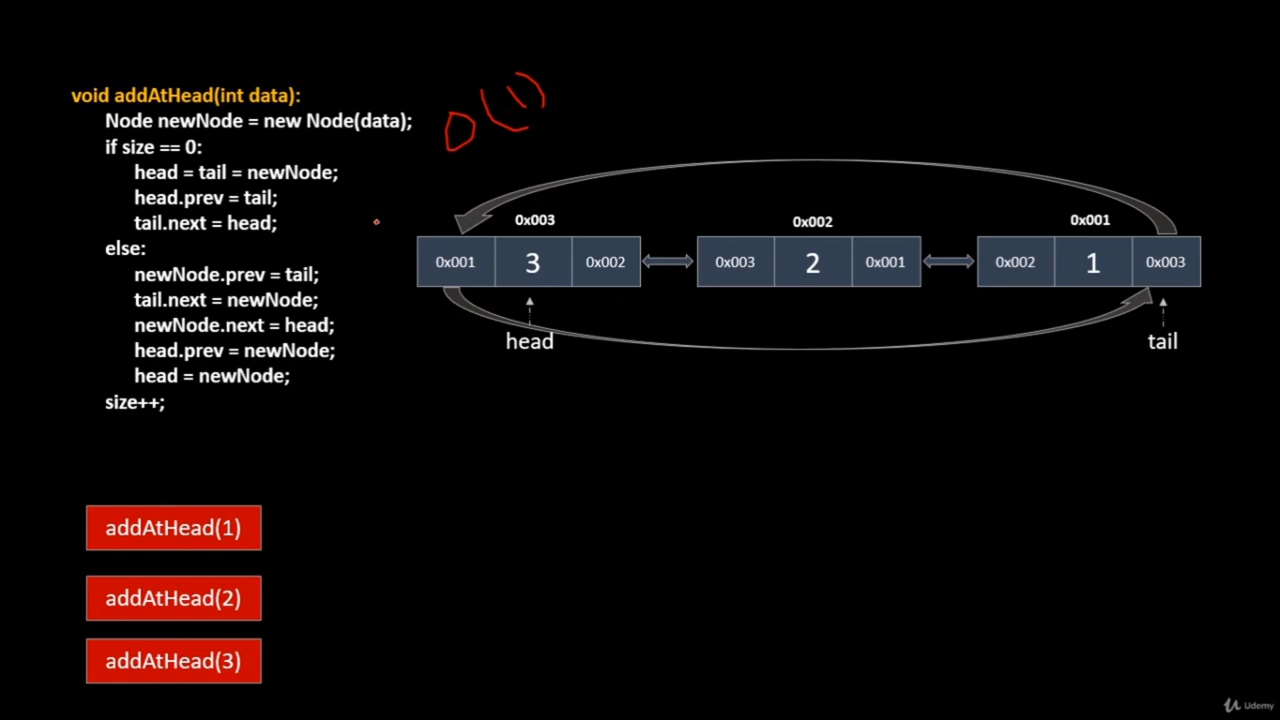 void addAtHead(int data):
Node newNode = new Node(data);
if size == 0:
head = tail = newNode;
head.prev = tail;
tail.next = head;
else:
newNode.prev = tail;
tail.next = newNode;
newNode.next = head;
head.prev = newNode;
head = newNode;
size++;
O(1)
0x003 0x002 0x001
0x001 3 0x002 0x003 2 0x001 0x002 1 0x003
head tail
addAtHead(1)
addAtHead(2)
addAtHead(3)
Udemy